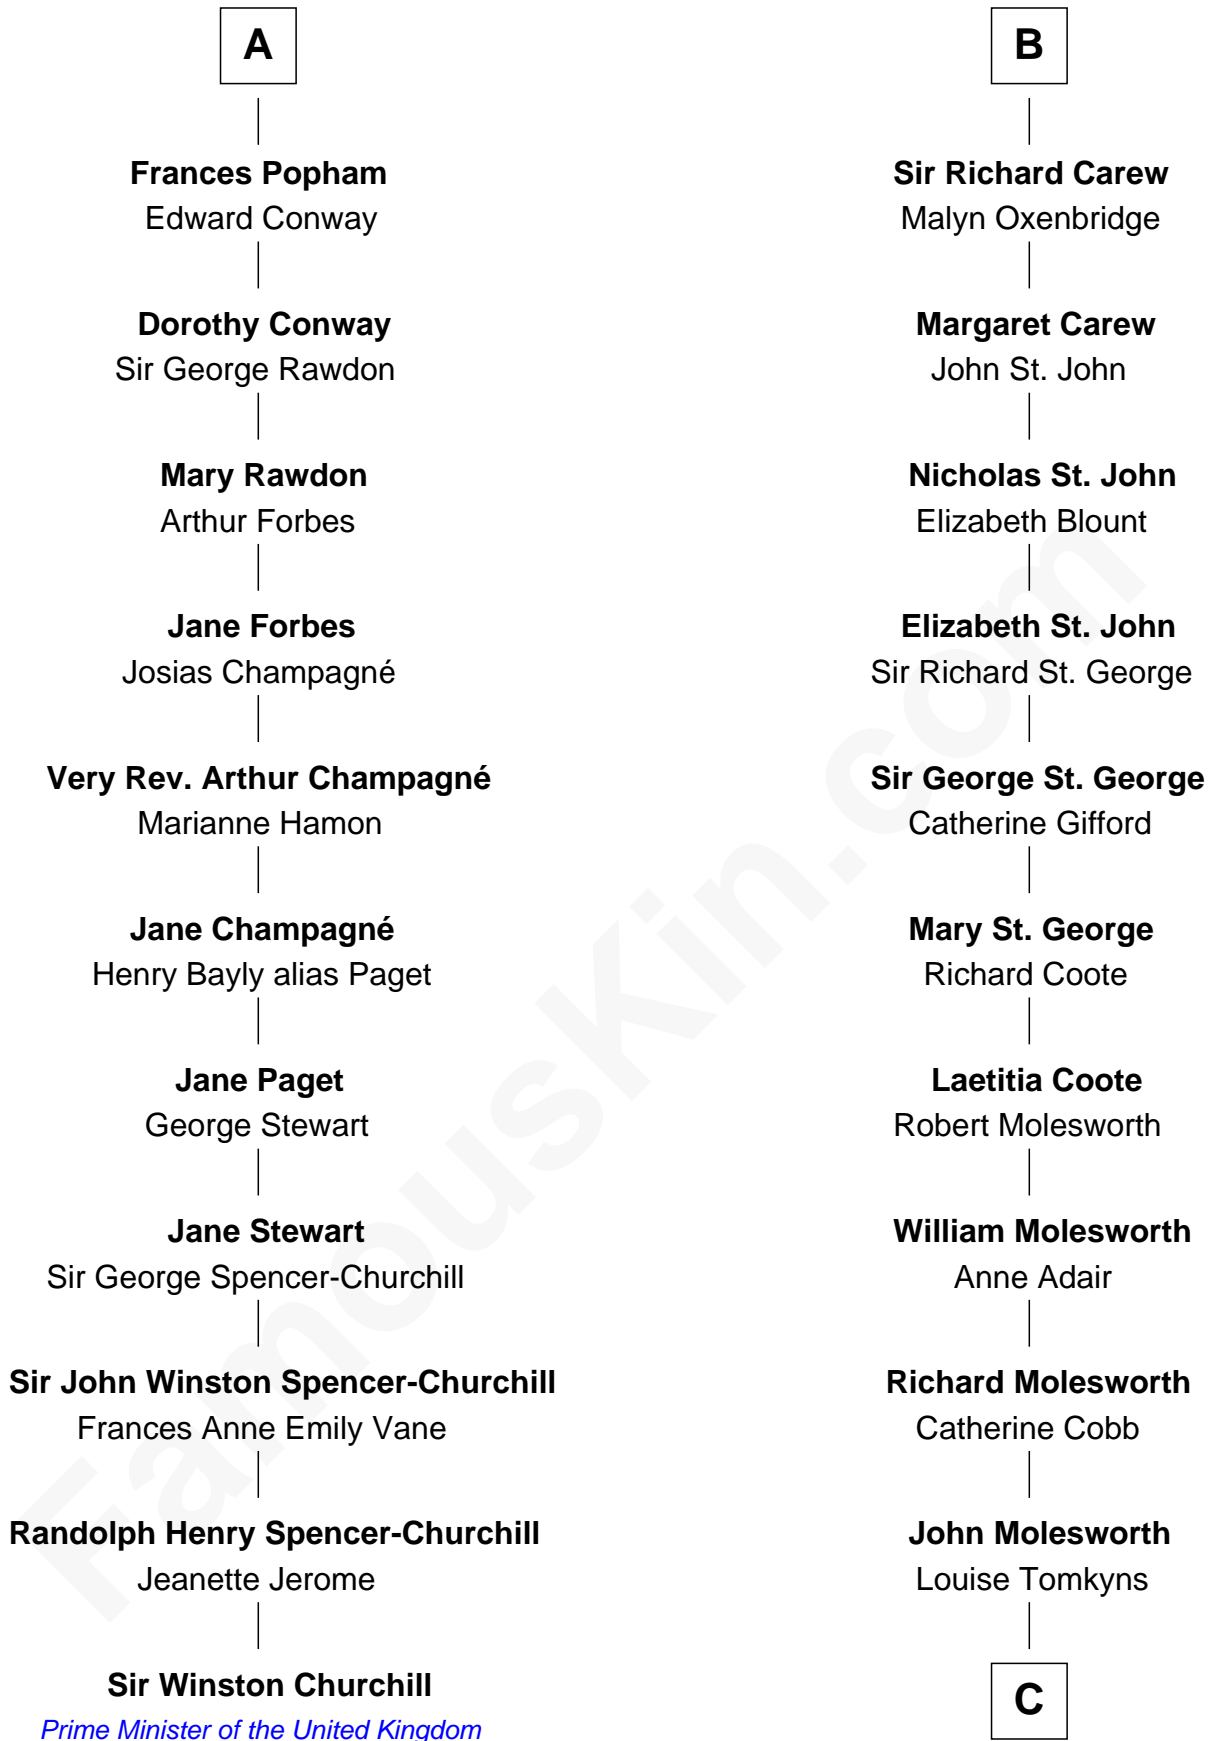 A
Frances Popham
Edward Conway
Dorothy Conway
Sir George Rawdon
Mary Rawdon
Arthur Forbes
Jane Forbes
Josias Champagné
Very Rev. Arthur Champagné
Marianne Hamon
Jane Champagné
Henry Bayly alias Paget
Jane Paget
George Stewart
Jane Stewart
Sir George Spencer-Churchill
Sir John Winston Spencer-Churchill
Frances Anne Emily Vane
Randolph Henry Spencer-Churchill
Jeanette Jerome
Sir Winston Churchill
Prime Minister of the United Kingdom
B
Sir Richard Carew
Malyn Oxenbridge
Margaret Carew
John St. John
Nicholas St. John
Elizabeth Blount
Elizabeth St. John
Sir Richard St. George
Sir George St. George
Catherine Gifford
Mary St. George
Richard Coote
Laetitia Coote
Robert Molesworth
William Molesworth
Anne Adair
Richard Molesworth
Catherine Cobb
John Molesworth
Louise Tomkyns
C
FamousKin.com